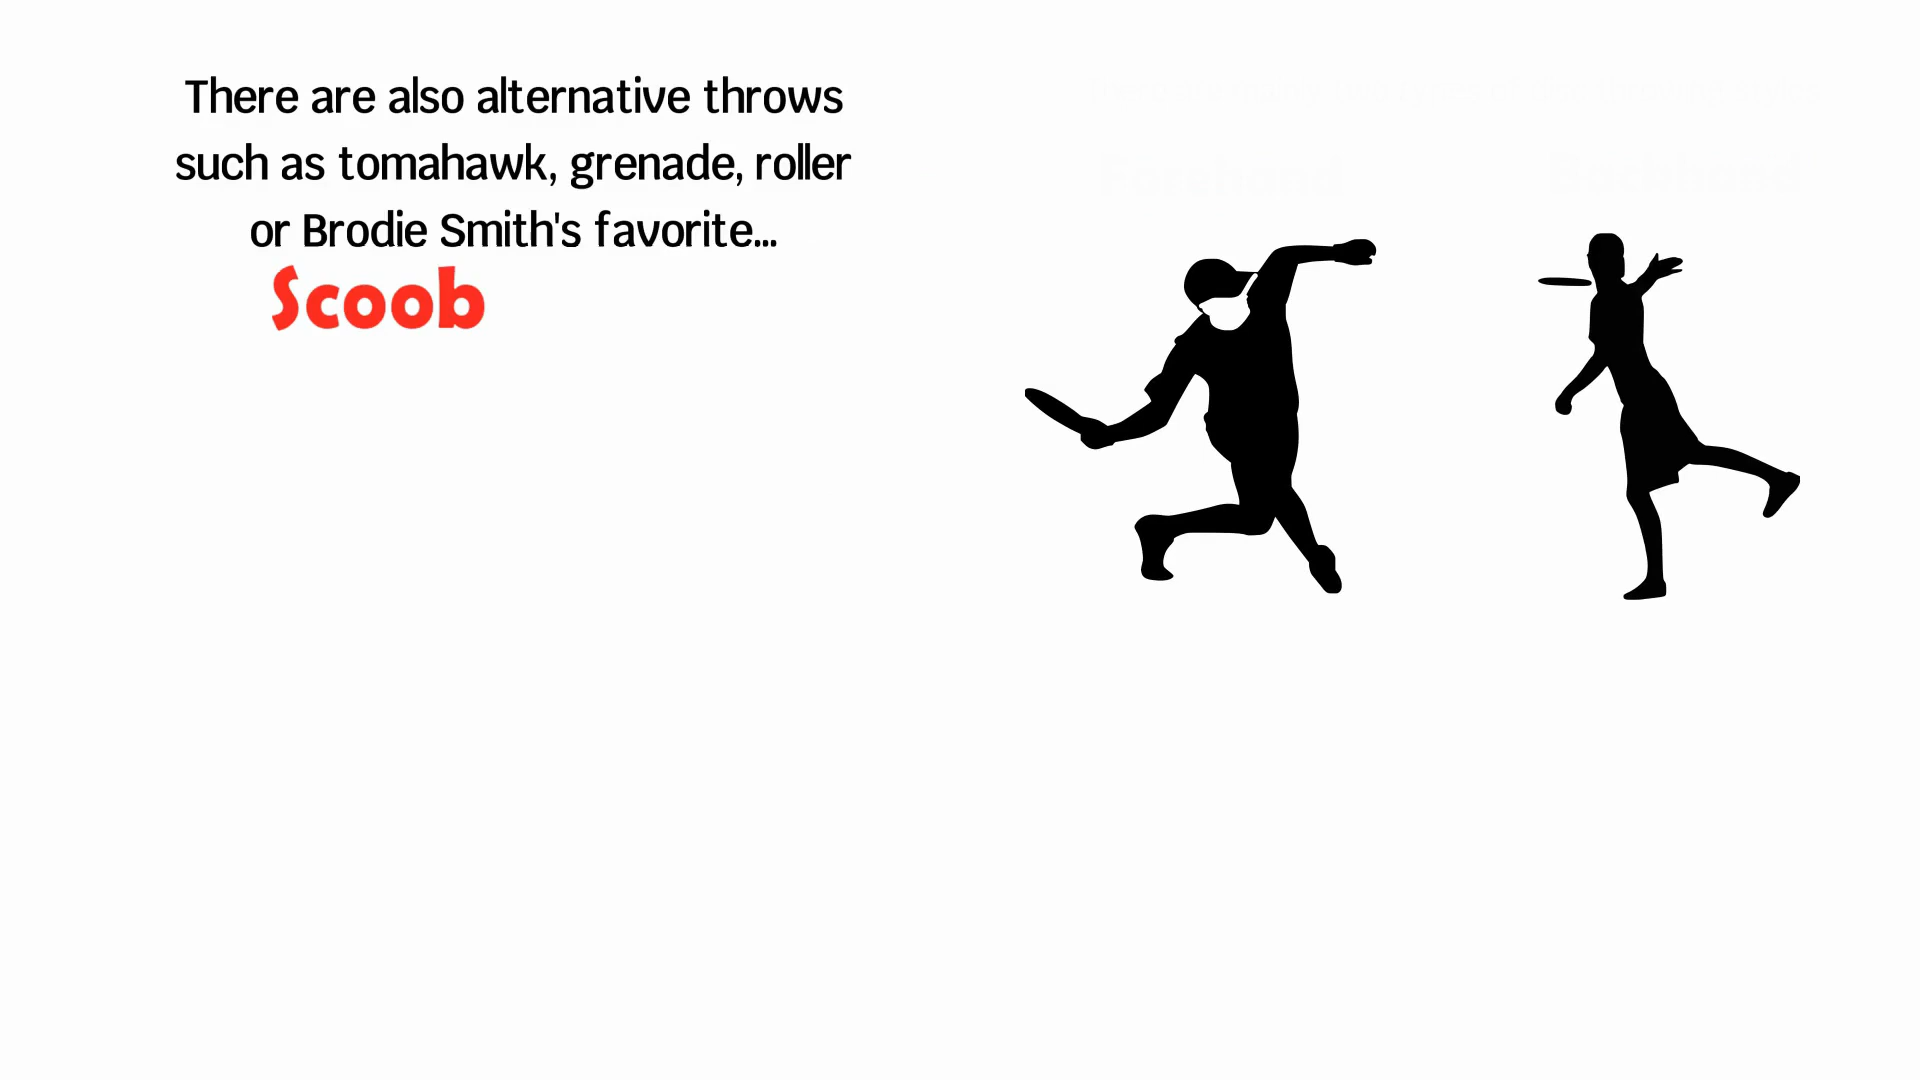 There are also alternative throws
such as tomahawk, grenade, roller
or Brodie Smith's favorite...
Scoob